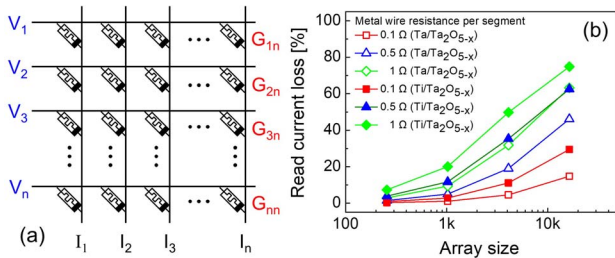 V1
V2
V3
Vn
G1n
G2n
G3n
Gnn
I1 I2 I3 In
(a)
(b)
Metal wire resistance per segment
0.1 Ω (Ta/Ta2O5-x)
0.5 Ω (Ta/Ta2O5-x)
1 Ω (Ta/Ta2O5-x)
0.1 Ω (Ti/Ta2O5-x)
0.5 Ω (Ti/Ta2O5-x)
1 Ω (Ti/Ta2O5-x)
Read current loss [%]
100
80
60
40
20
0
100 1k 10k
Array size